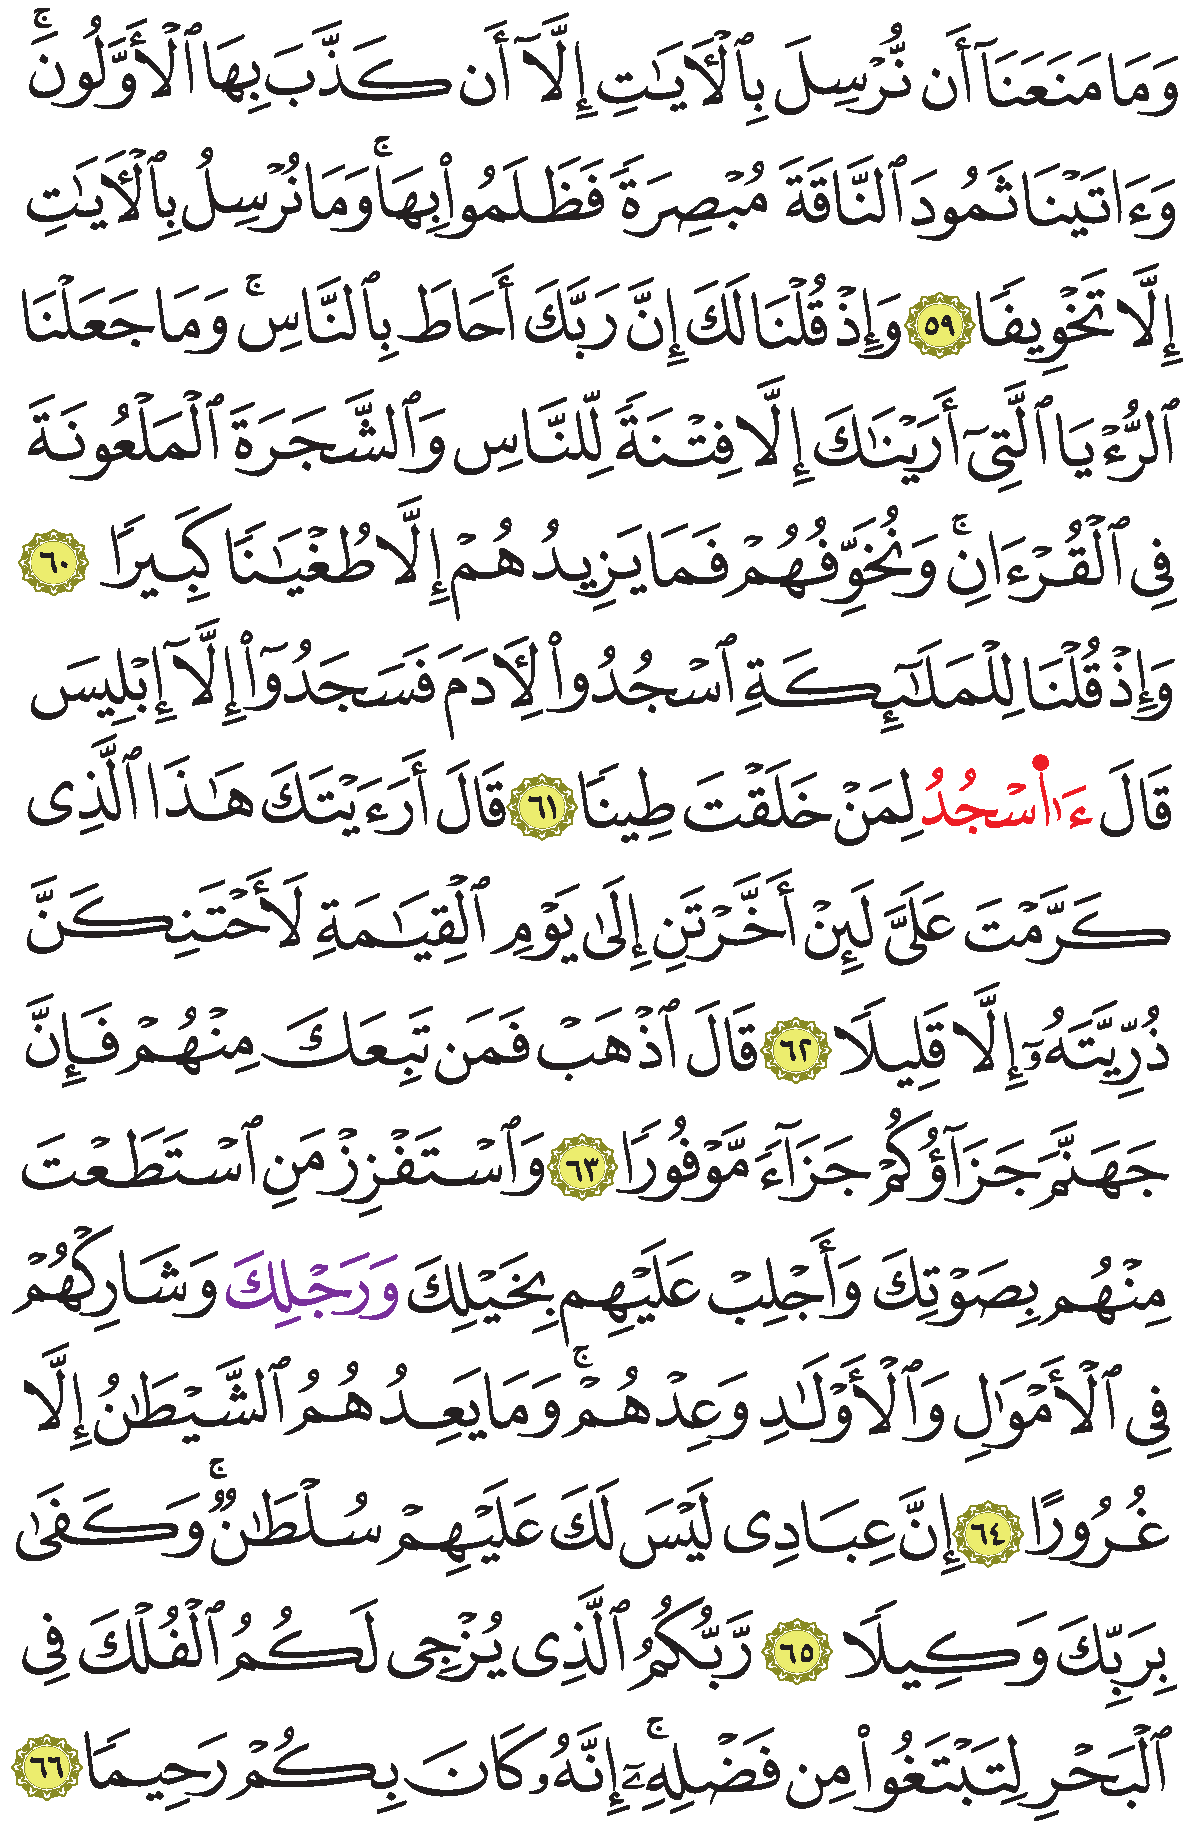 وَمَا مَنَعَنَآ أَن نُّرْسِلَ بِٱلْأَيَٰتِ إِلَّآ أَن كَذَّبَ بِهَا ٱلْأَوَّلُونَۚ
وَءَاتَيْنَا ثَمُودَ ٱلنَّاقَةَ مُبْصِرَةً فَظَلَمُوا۟ بِهَاۚ وَمَا نُرْسِلُ بِٱلْأَيَٰتِ
إِلَّا تَخْوِيفًا ٥٩ وَإِذْ قُلْنَا لَكَ إِنَّ رَبَّكَ أَحَاطَ بِٱلنَّاسِۚ وَمَا جَعَلْنَا
ٱلرُّءْيَا ٱلَّتِىٓ أَرَيْنَٰكَ إِلَّا فِتْنَةً لِّلنَّاسِ وَٱلشَّجَرَةَ ٱلْمَلْعُونَةَ
فِى ٱلْقُرْءَانِۚ وَنُخَوِّفُهُمْ فَمَا يَزِيدُهُمْ إِلَّا طُغْيَٰنًا كَبِيرًا ٦٠
وَإِذْ قُلْنَا لِلْمَلَٰٓئِكَةِ ٱسْجُدُوا۟ لِأَدَمَ فَسَجَدُوٓا۟ إِلَّآ إِبْلِيسَ
قَالَ ءَا۬سْجُدُ لِمَنْ خَلَقْتَ طِينًا ٦١ قَالَ أَرَءَيْتَكَ هَٰذَا ٱلَّذِى
كَرَّمْتَ عَلَىَّ لَئِنْ أَخَّرْتَنِ إِلَىٰ يَوْمِ ٱلْقِيَٰمَةِ لَأَحْتَنِكَنَّ
ذُرِّيَّتَهُۥٓ إِلَّا قَلِيلًا ٦٢ قَالَ ٱذْهَبْ فَمَن تَبِعَكَ مِنْهُمْ فَإِنَّ
جَهَنَّمَ جَزَآؤُكُمْ جَزَآءً مَّوْفُورًا ٦٣ وَٱسْتَفْزِزْ مَنِ ٱسْتَطَعْتَ
مِنْهُم بِصَوْتِكَ وَأَجْلِبْ عَلَيْهِم بِخَيْلِكَ وَرَجْلِكَ وَشَارِكْهُمْ
فِى ٱلْأَمْوَٰلِ وَٱلْأَوْلَٰدِ وَعِدْهُمْۚ وَمَا يَعِدُهُمُ ٱلشَّيْطَٰنُ إِلَّا
غُرُورًا ٦٤ إِنَّ عِبَادِى لَيْسَ لَكَ عَلَيْهِمْ سُلْطَٰنٌۚ وَكَفَىٰ
بِرَبِّكَ وَكِيلًا ٦٥ رَّبُّكُمُ ٱلَّذِى يُزْجِى لَكُمُ ٱلْفُلْكَ فِى
ٱلْبَحْرِ لِتَبْتَغُوا۟ مِن فَضْلِهِۦٓۚ إِنَّهُۥ كَانَ بِكُمْ رَحِيمًا ٦٦